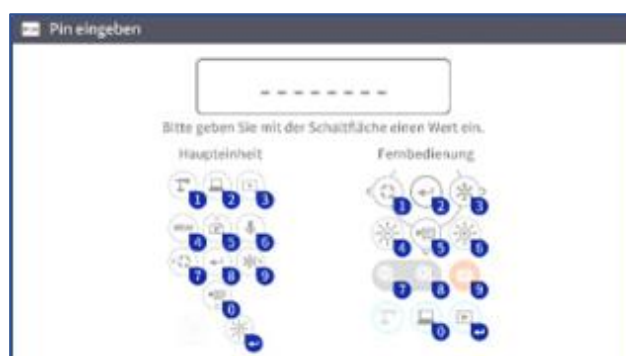 Pin eingeben
--------
Bitte geben Sie mit der Schaltfläche einen Wert ein.
Haupteinheit Fernbedienung
1 2 3 1 2 3
4 5 6 4 5 6
7 8 9 7 8 9
0 0